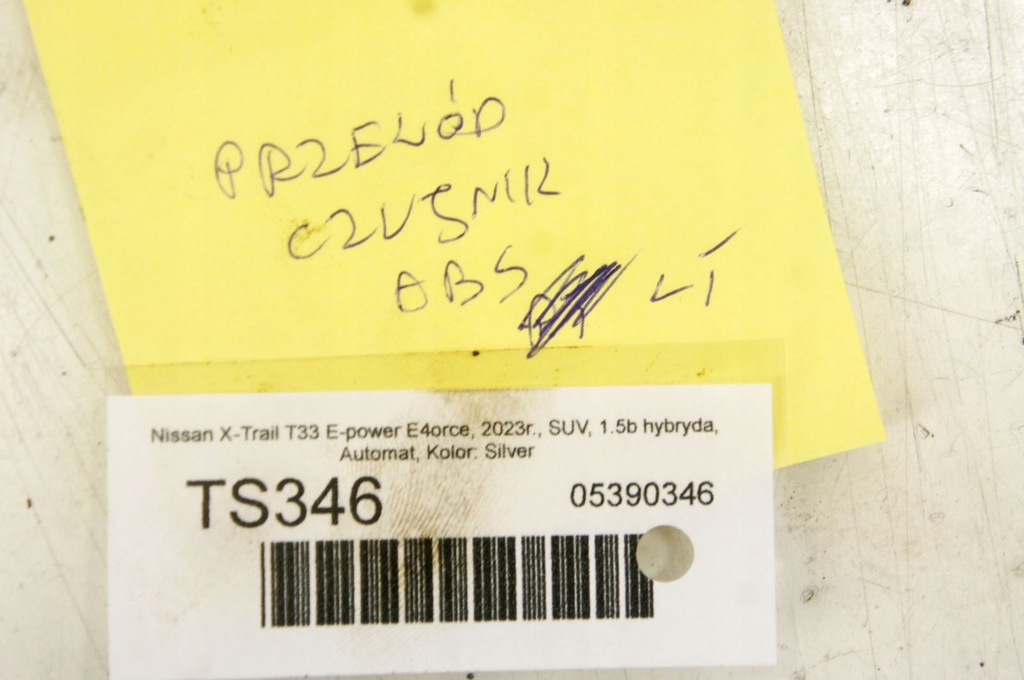 PRZEWÓD
CZUJNIK
ABS LT
Nissan X-Trail T33 E-power E4orce, 2023r., SUV, 1.5b hybryda,
Automat, Kolor: Silver
TS346
05390346